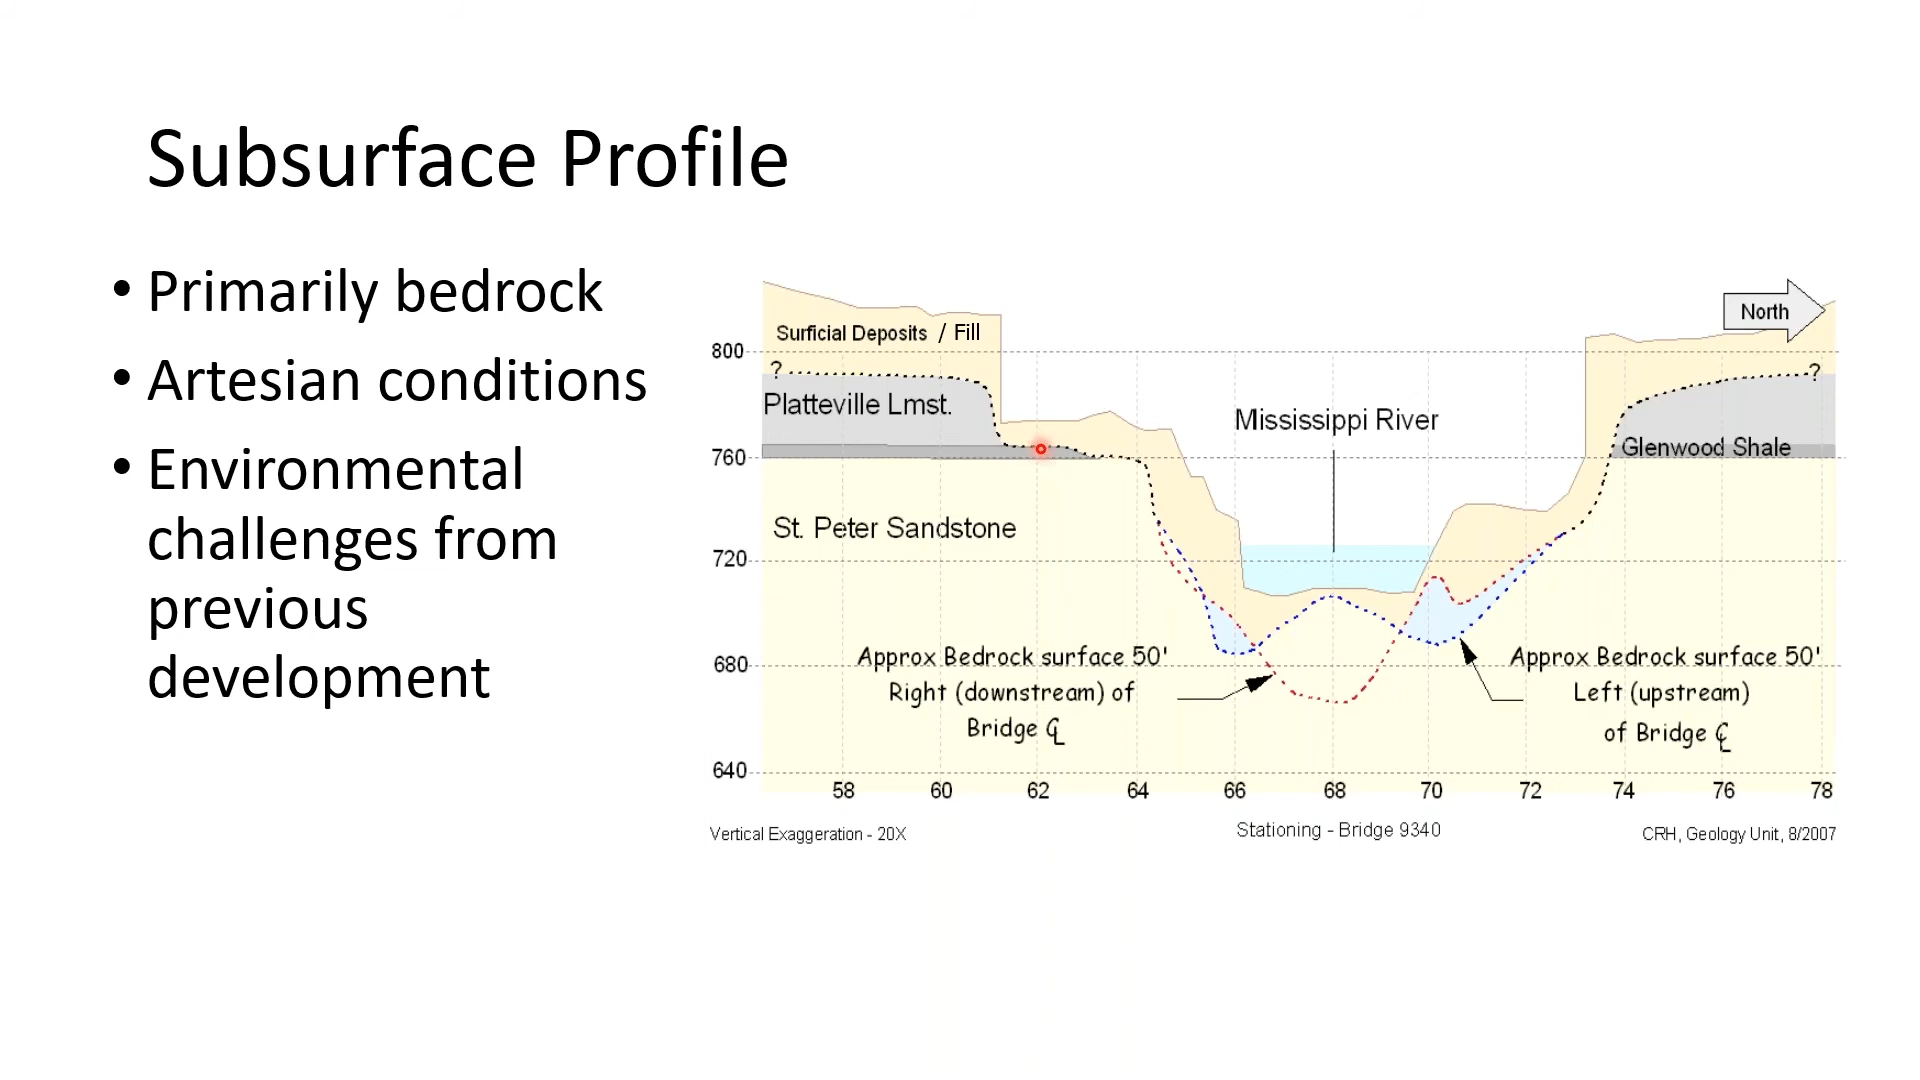 Subsurface Profile
• Primarily bedrock
• Artesian conditions
• Environmental
challenges from
previous
development
North
Surficial Deposits / Fill
800
?
?
Platteville Lmst.
Mississippi River
760
Glenwood Shale
St. Peter Sandstone
720
680
Approx Bedrock surface 50'
Right (downstream) of
Bridge ℄
Approx Bedrock surface 50'
Left (upstream)
of Bridge ℄
640
58 60 62 64 66 68 70 72 74 76 78
Vertical Exaggeration - 20X
Stationing - Bridge 9340
CRH, Geology Unit, 8/2007